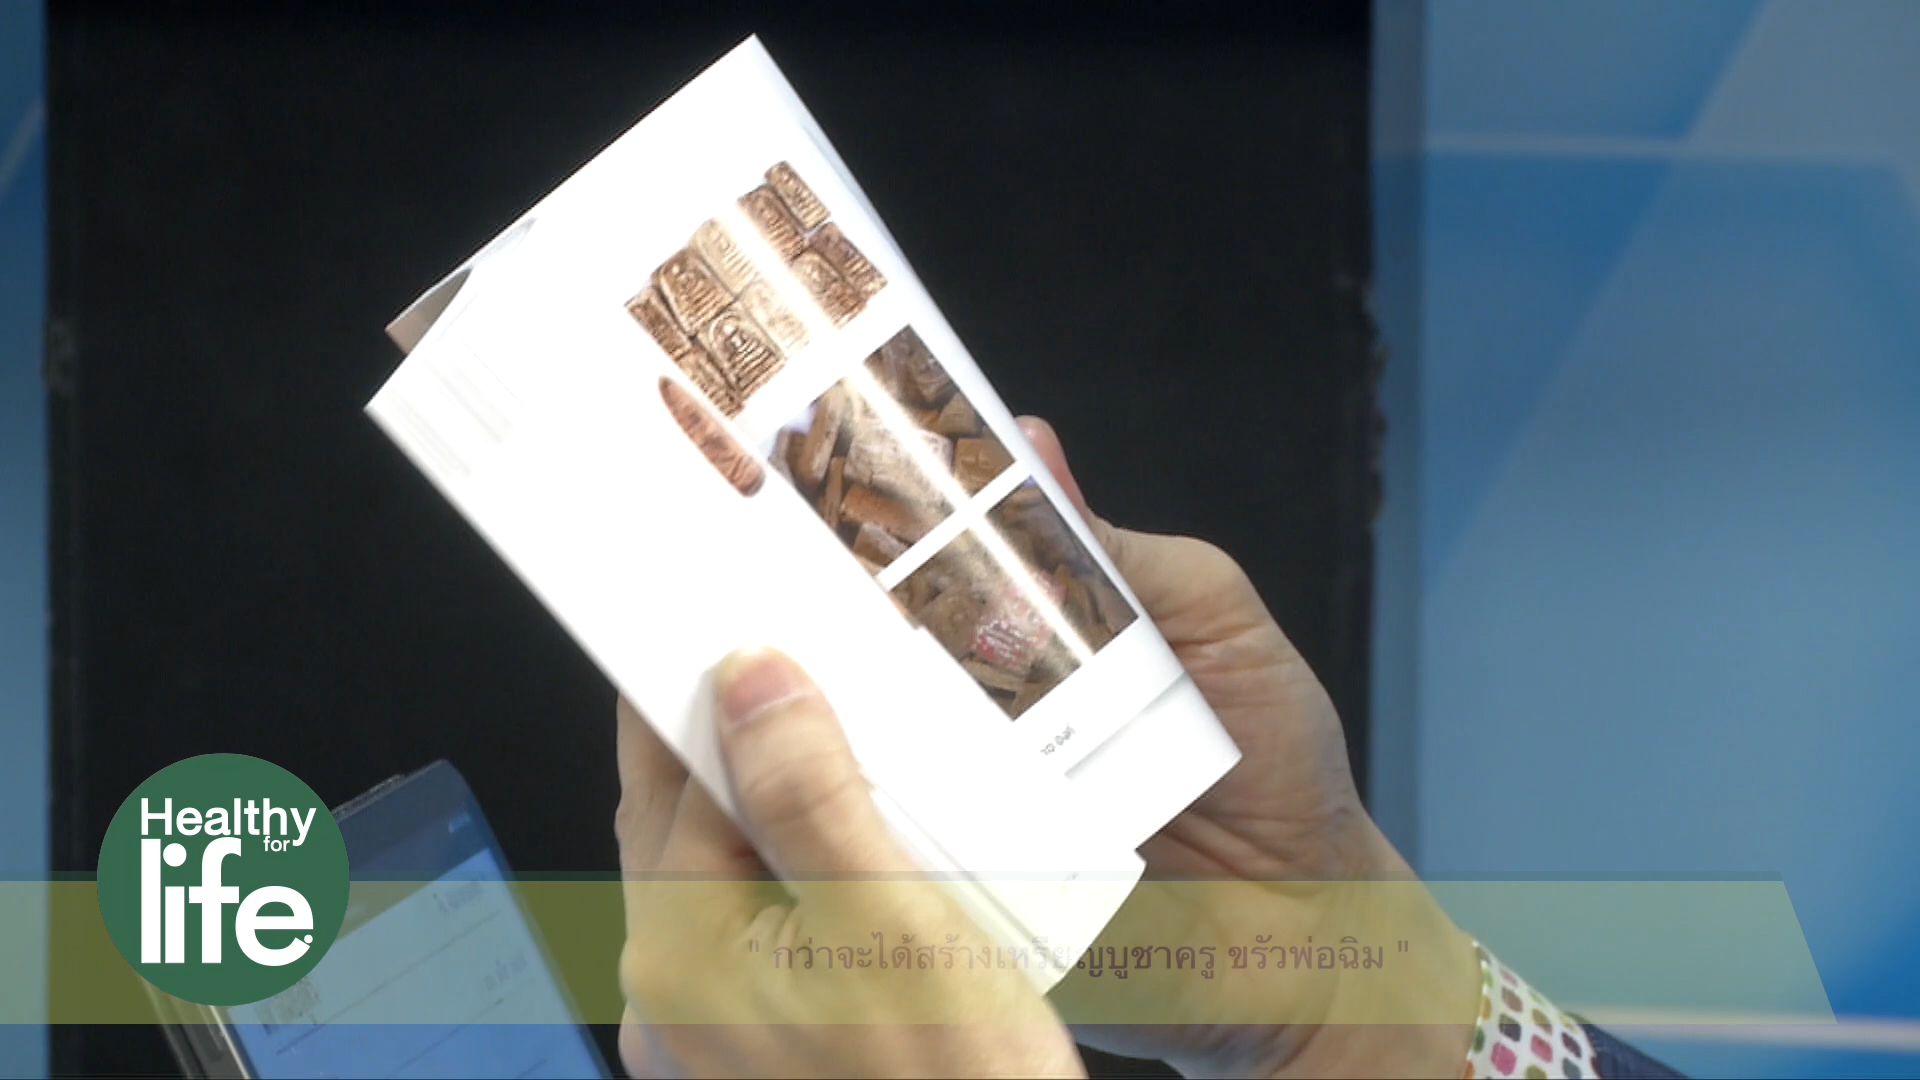 Healthy
for
life
" กว่าจะได้สร้างเหรียญบูชาครู ขรัวพ่อฉิม "